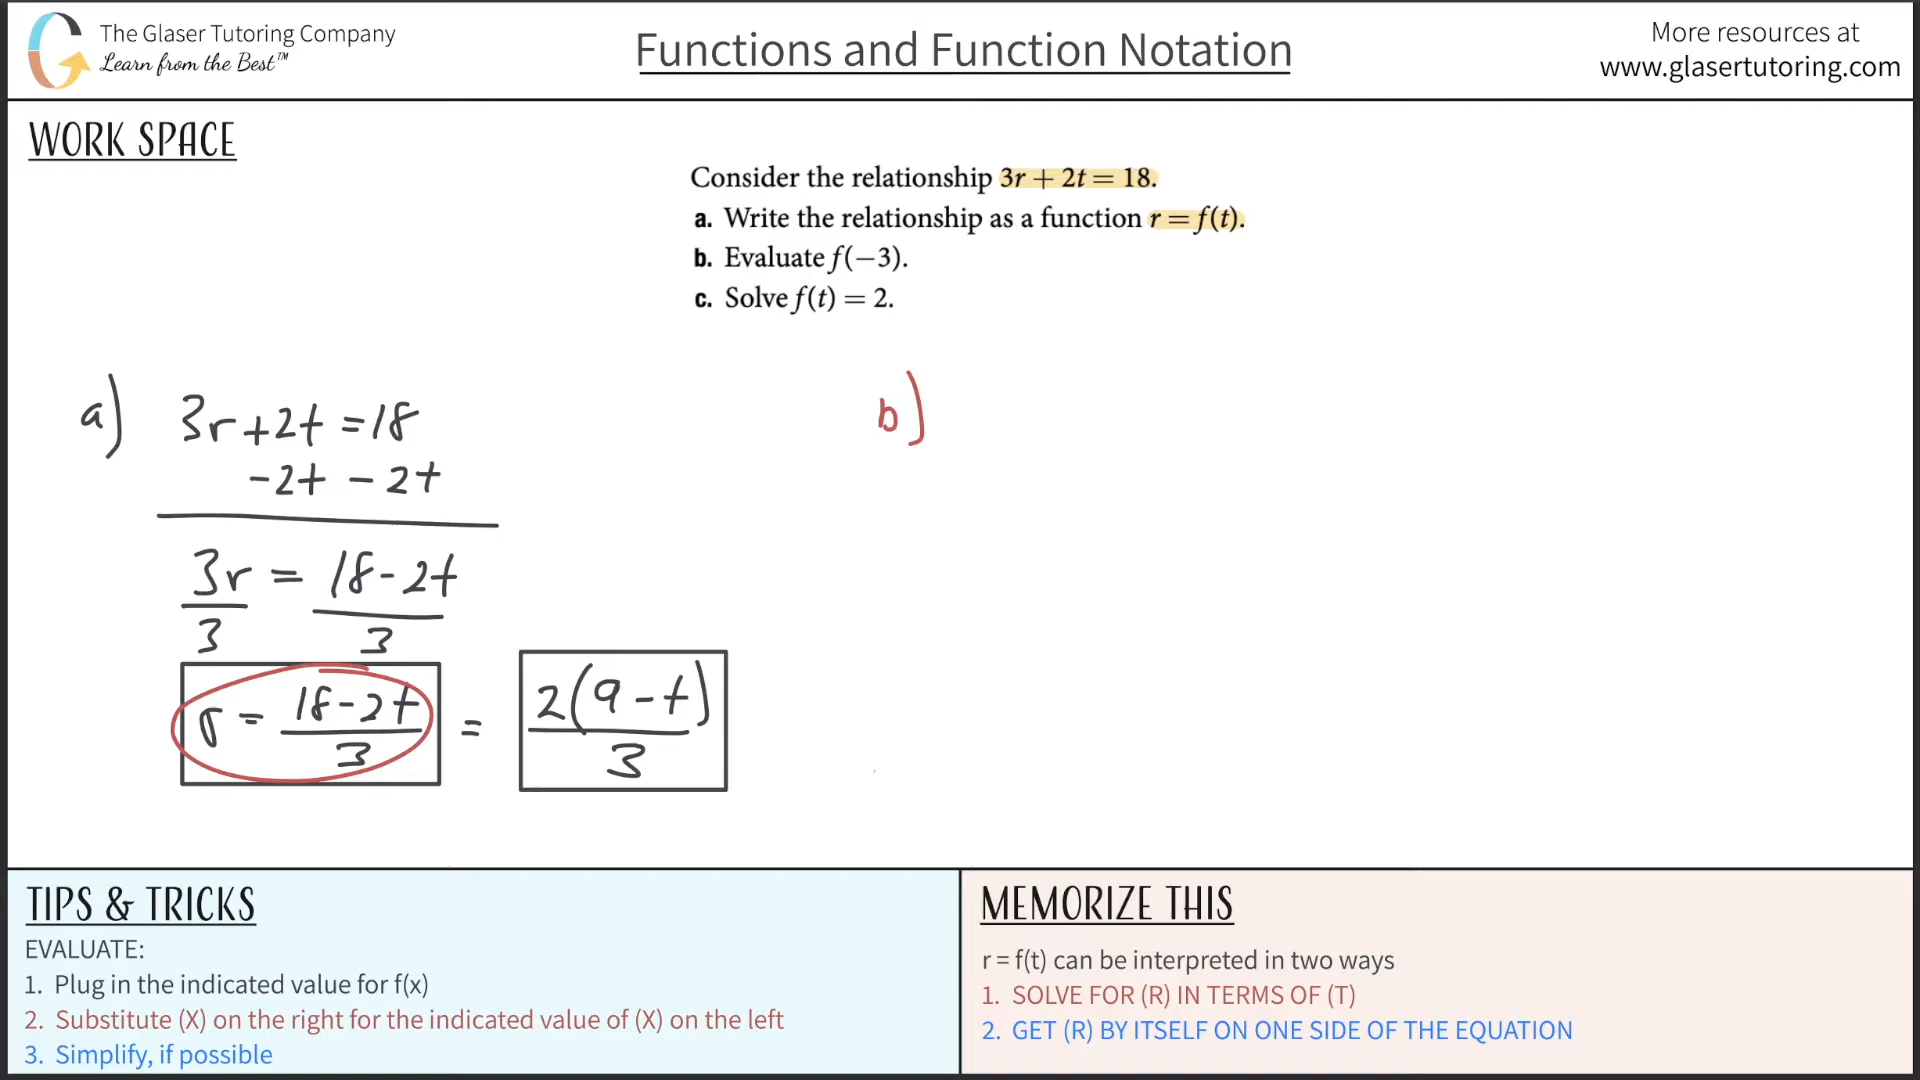 The Glaser Tutoring Company
Learn from the Best™
Functions and Function Notation
More resources at
www.glasertutoring.com
WORK SPACE
Consider the relationship 3r + 2t = 18.
a. Write the relationship as a function r = f(t).
b. Evaluate f(−3).
c. Solve f(t) = 2.
a) 3r+2t =18
-2t - 2t
3r = 18-2t
3 3
r = 18-2t / 3 = 2(9-t) / 3
b)
TIPS & TRICKS
EVALUATE:
1. Plug in the indicated value for f(x)
2. Substitute (X) on the right for the indicated value of (X) on the left
3. Simplify, if possible
MEMORIZE THIS
r = f(t) can be interpreted in two ways
1. SOLVE FOR (R) IN TERMS OF (T)
2. GET (R) BY ITSELF ON ONE SIDE OF THE EQUATION